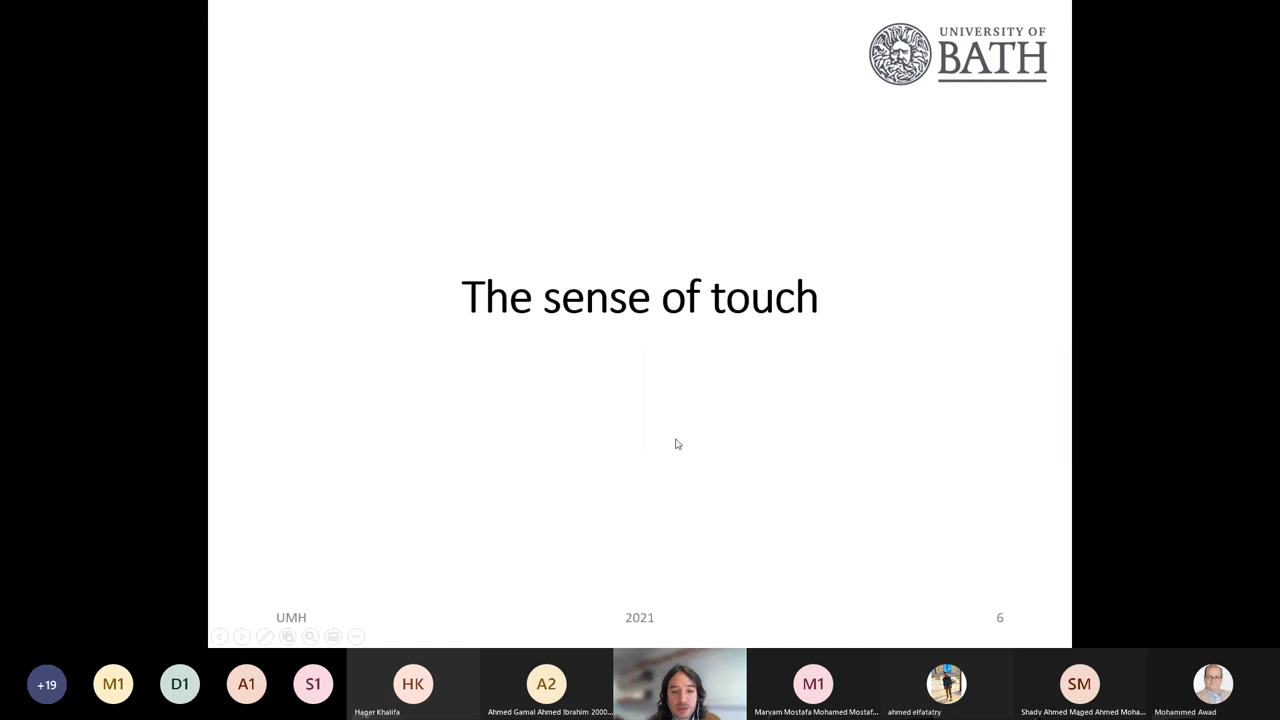 UNIVERSITY OF
BATH
The sense of touch
UMH
2021
6
+19
M1
D1
A1
S1
HK
Hager Khalifa
A2
Ahmed Gamal Ahmed Ibrahim 2000...
M1
Maryam Mostafa Mohamed Mostaf...
ahmed elfatatry
SM
Shady Ahmed Maged Ahmed Moha...
Mohammed Awad